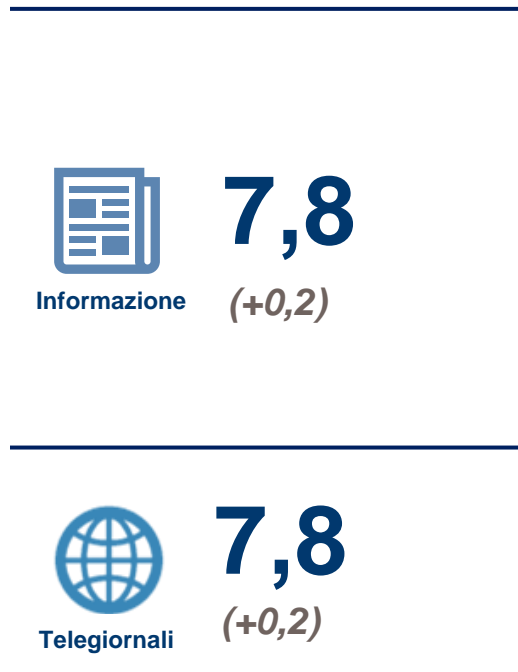 7,8
Informazione
(+0,2)
7,8
Telegiornali
(+0,2)